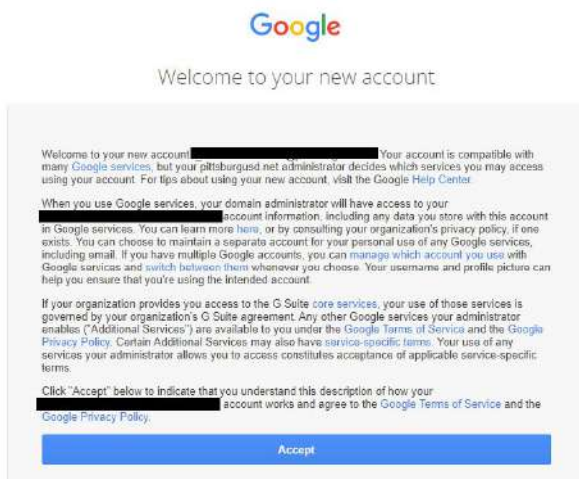 Google
Welcome to your new account
Welcome to your new account Your account is compatible with
many Google services, but your pittsburgusd.net administrator decides which services you may access
using your account. For tips about using your new account, visit the Google Help Center.
When you use Google services, your domain administrator will have access to your
account information, including any data you store with this account
in Google services. You can learn more here, or by consulting your organization's privacy policy, if one
exists. You can choose to maintain a separate account for your personal use of any Google services,
including email. If you have multiple Google accounts, you can manage which account you use with
Google services and switch between them whenever you choose. Your username and profile picture can
help you ensure that you're using the intended account.
If your organization provides you access to the G Suite core services, your use of those services is
governed by your organization's G Suite agreement. Any other Google services your administrator
enables ("Additional Services") are available to you under the Google Terms of Service and the Google
Privacy Policy. Certain Additional Services may also have service-specific terms. Your use of any
services your administrator allows you to access constitutes acceptance of applicable service-specific
terms.
Click "Accept" below to indicate that you understand this description of how your
account works and agree to the Google Terms of Service and the
Google Privacy Policy.
Accept